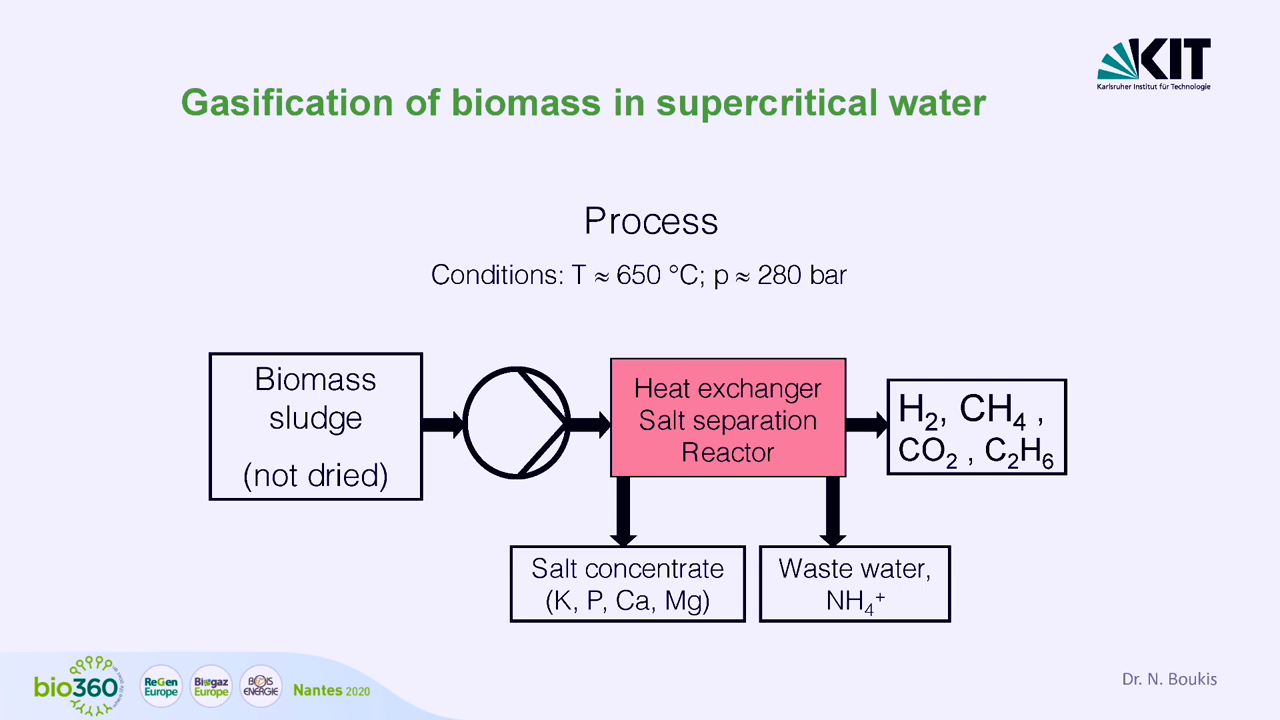 KIT
Karlsruher Institut für Technologie
Gasification of biomass in supercritical water
Process
Conditions: T ≈ 650 °C; p ≈ 280 bar
Biomass
sludge
(not dried)
Heat exchanger
Salt separation
Reactor
H₂, CH₄ ,
CO₂ , C₂H₆
Salt concentrate
(K, P, Ca, Mg)
Waste water,
NH₄⁺
bio360
ReGen
Europe
Biogaz
Europe
BOIS
ENERGIE
Nantes 2020
Dr. N. Boukis